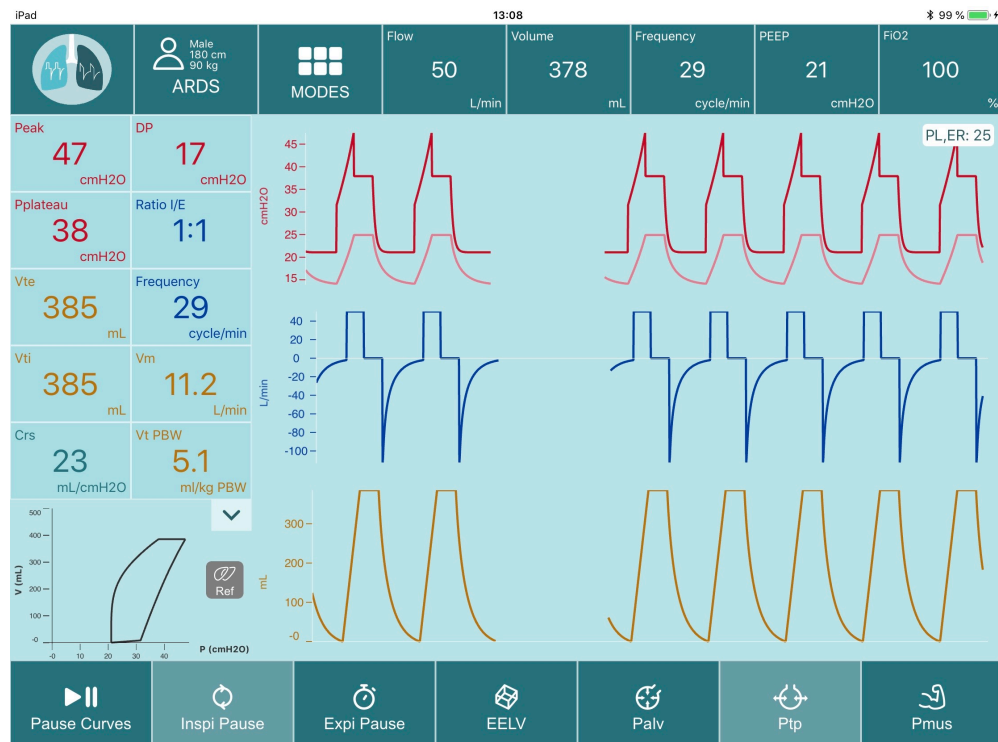 iPad 13:08 99 %
Male
180 cm
90 kg
ARDS
MODES
Flow
50
L/min
Volume
378
mL
Frequency
29
cycle/min
PEEP
21
cmH2O
FiO2
100
%
Peak
47
cmH2O
DP
17
cmH2O
Pplateau
38
cmH2O
Ratio I/E
1:1
Vte
385
mL
Frequency
29
cycle/min
Vti
385
mL
Vm
11.2
L/min
Crs
23
mL/cmH2O
Vt PBW
5.1
ml/kg PBW
PL,ER: 25
cmH2O
45
40
35
30
25
20
15
L/min
40
20
0
-20
-40
-60
-80
-100
mL
300
200
100
-0
V (mL)
500
400
300
200
100
-0
-0 10 20 30 40
P (cmH2O)
Ref
Pause Curves
Inspi Pause
Expi Pause
EELV
Palv
Ptp
Pmus